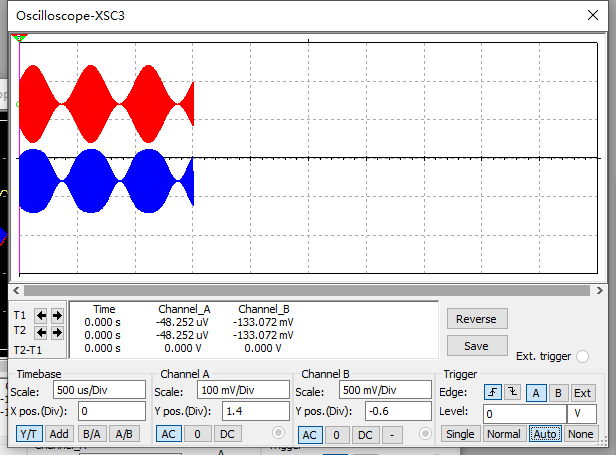 Oscilloscope-XSC3
T1
T2
T2-T1
Time Channel_A Channel_B
0.000 s -48.252 uV -133.072 mV
0.000 s -48.252 uV -133.072 mV
0.000 s 0.000 V 0.000 V
Reverse
Save
Ext. trigger
Timebase
Scale: 500 us/Div
X pos.(Div): 0
Y/T Add B/A A/B
Channel A
Scale: 100 mV/Div
Y pos.(Div): 1.4
AC 0 DC
Channel B
Scale: 500 mV/Div
Y pos.(Div): -0.6
AC 0 DC -
Trigger
Edge: A B Ext
Level: 0 V
Single Normal Auto None